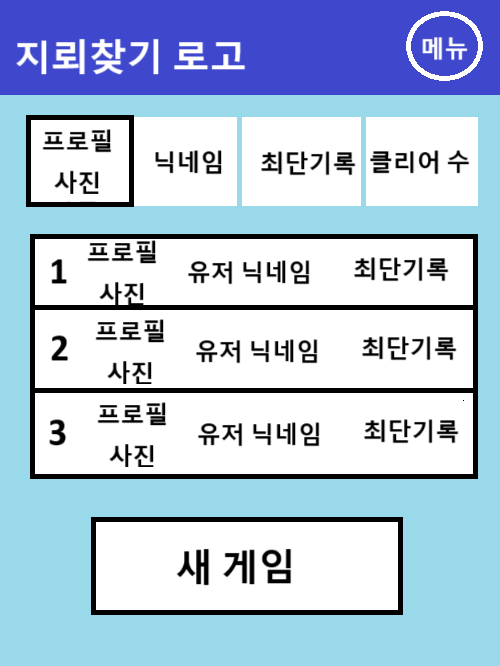 지뢰찾기 로고
메뉴
프로필
사진
닉네임
최단기록
클리어 수
1
프로필
사진
유저 닉네임
최단기록
2
프로필
사진
유저 닉네임
최단기록
3
프로필
사진
유저 닉네임
최단기록
새 게임